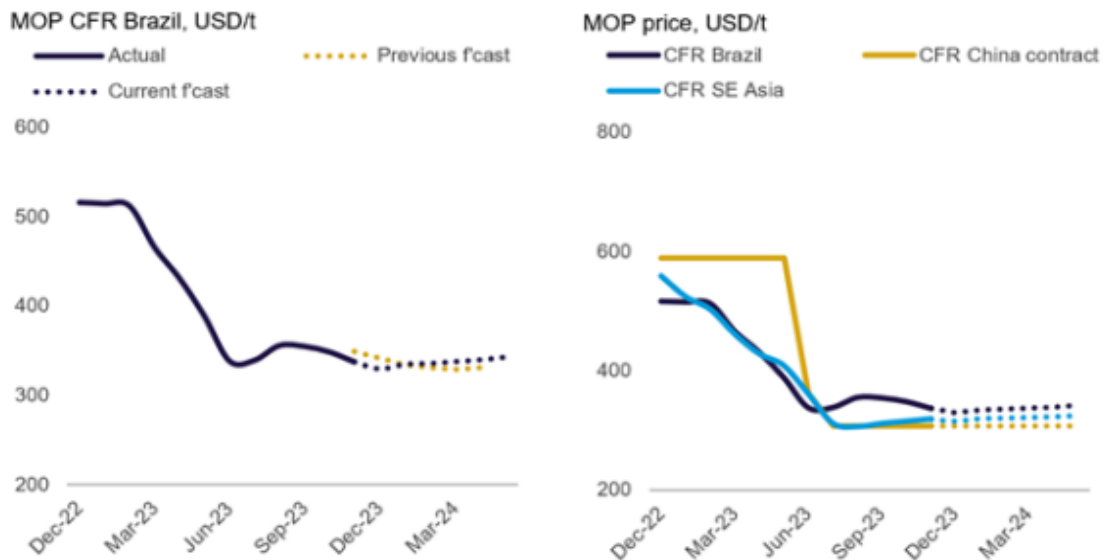 MOP CFR Brazil, USD/t
Actual
Previous f'cast
Current f'cast
600
500
400
300
200
Dec-22
Mar-23
Jun-23
Sep-23
Dec-23
Mar-24
MOP price, USD/t
CFR Brazil
CFR China contract
CFR SE Asia
800
600
400
200
Dec-22
Mar-23
Jun-23
Sep-23
Dec-23
Mar-24